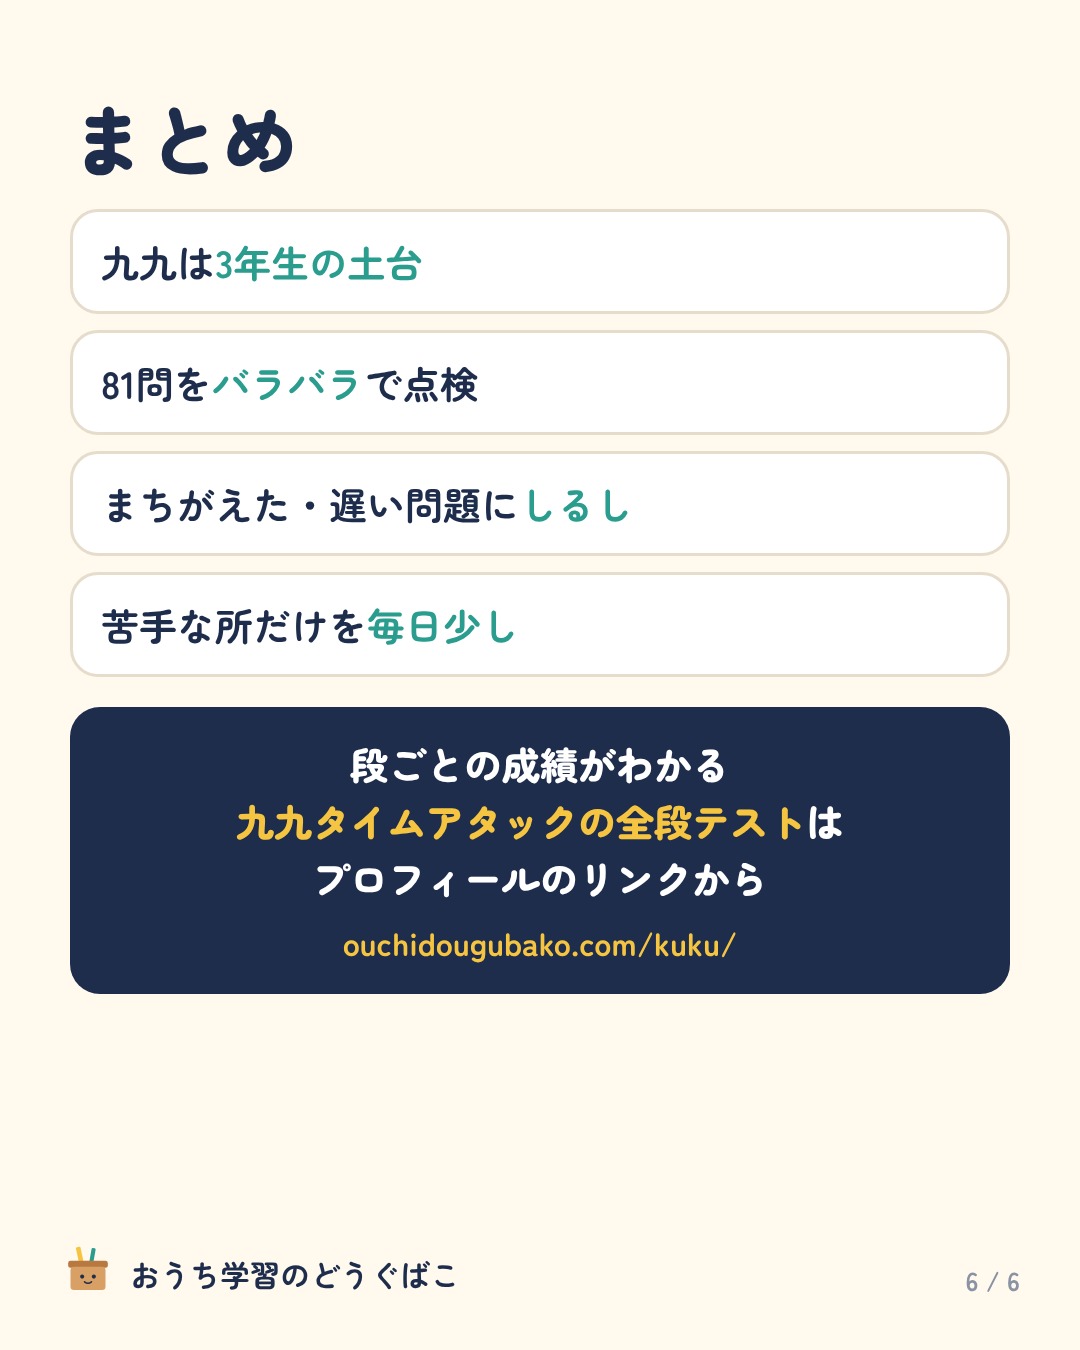 まとめ
九九は3年生の土台
81問をバラバラで点検
まちがえた・遅い問題にしるし
苦手な所だけを毎日少し
段ごとの成績がわかる
九九タイムアタックの全段テストは
プロフィールのリンクから
ouchidougubako.com/kuku/
おうち学習のどうぐばこ
6 / 6